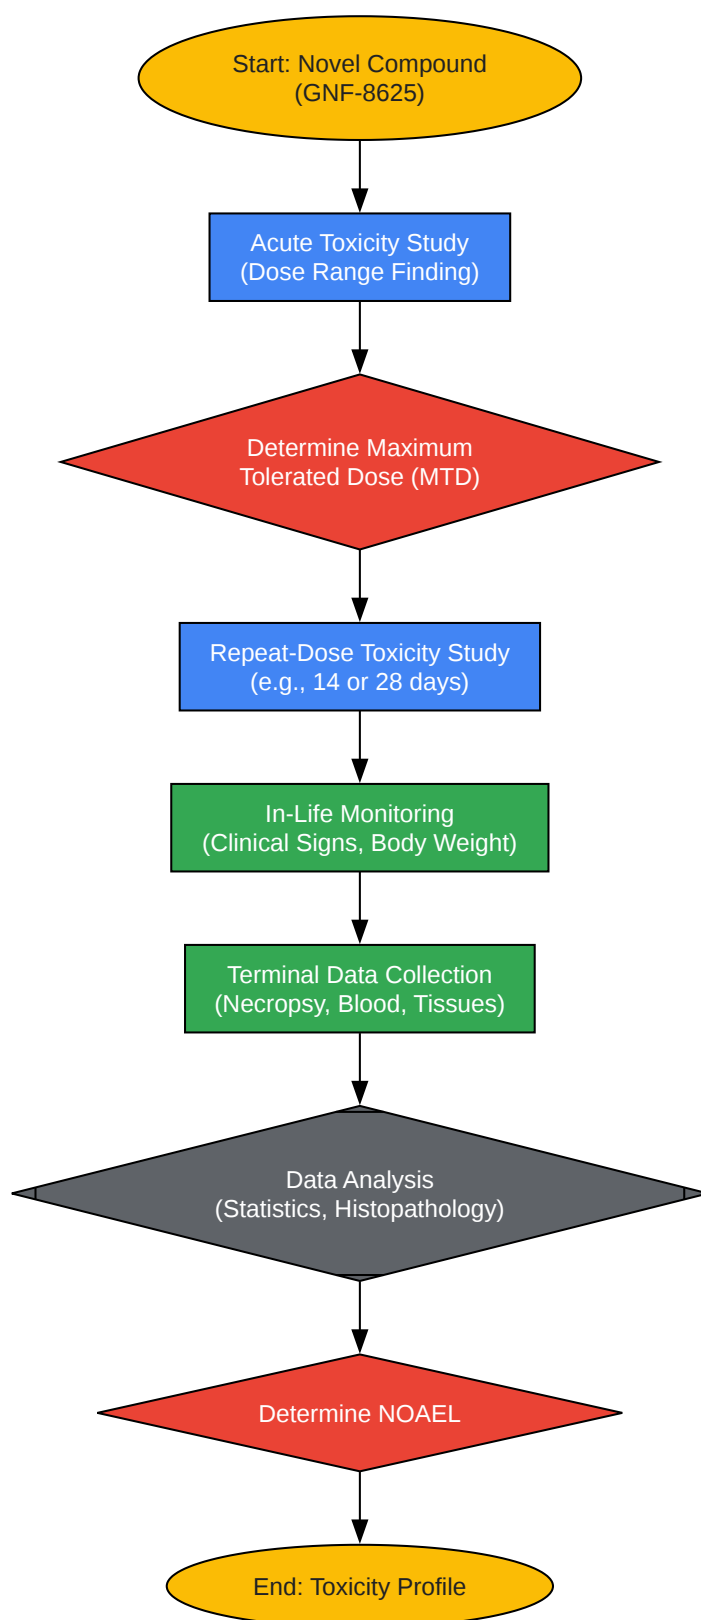 Start: Novel Compound
(GNF-8625)
Acute Toxicity Study
(Dose Range Finding)
Determine Maximum
Tolerated Dose (MTD)
Repeat-Dose Toxicity Study
(e.g., 14 or 28 days)
In-Life Monitoring
(Clinical Signs, Body Weight)
Terminal Data Collection
(Necropsy, Blood, Tissues)
Data Analysis
(Statistics, Histopathology)
Determine NOAEL
End: Toxicity Profile